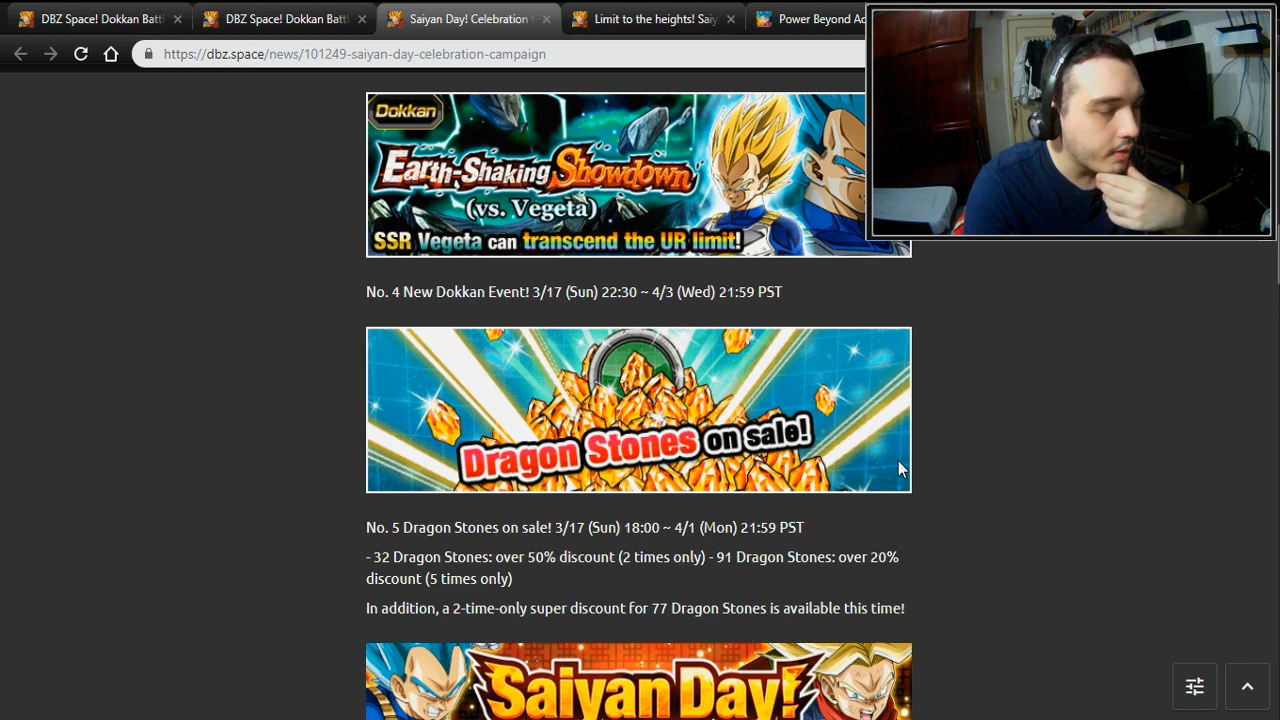 DBZ Space! Dokkan Battl
DBZ Space! Dokkan Battl
Saiyan Day! Celebration
Limit to the heights! Saiy
Power Beyond Ad
https://dbz.space/news/101249-saiyan-day-celebration-campaign
Dokkan
Earth-Shaking Showdown
(vs. Vegeta)
SSR Vegeta can transcend the UR limit!
No. 4 New Dokkan Event! 3/17 (Sun) 22:30 ~ 4/3 (Wed) 21:59 PST
Dragon Stones on sale!
No. 5 Dragon Stones on sale! 3/17 (Sun) 18:00 ~ 4/1 (Mon) 21:59 PST
- 32 Dragon Stones: over 50% discount (2 times only) - 91 Dragon Stones: over 20%
discount (5 times only)
In addition, a 2-time-only super discount for 77 Dragon Stones is available this time!
Saiyan Day!